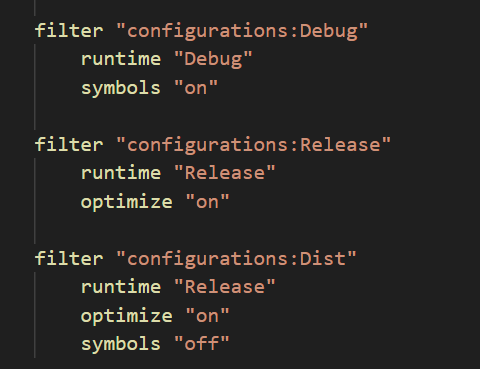 filter "configurations:Debug"
runtime "Debug"
symbols "on"
filter "configurations:Release"
runtime "Release"
optimize "on"
filter "configurations:Dist"
runtime "Release"
optimize "on"
symbols "off"